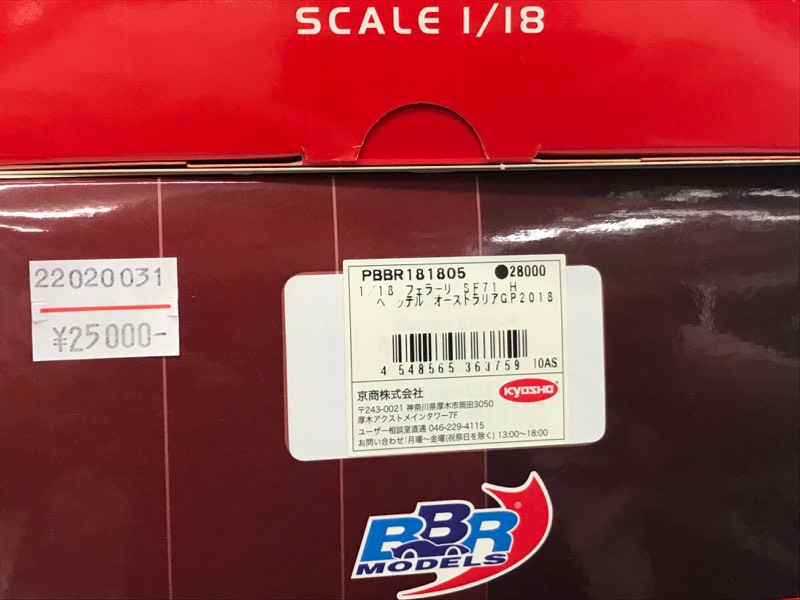 SCALE 1/18
22020031
¥25000-
PBBR181805 ●28000
1/18 フェラーリ SF71 H
ベッテル オーストラリアGP2018
4 548565 363759 10AS
京商株式会社
KYOSHO
〒243-0021 神奈川県厚木市岡田3050
厚木アクストメインタワー7F
ユーザー相談室直通 046-229-4115
お問い合わせ:月曜〜金曜(祝祭日を除く) 13:00〜18:00
BBR
MODELS